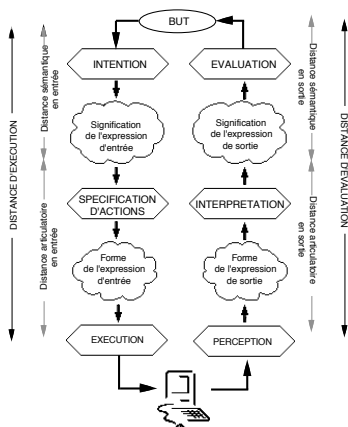 BUT
INTENTION
EVALUATION
Signification
de l'expression
d'entrée
Signification
de l'expression
de sortie
SPECIFICATION
D'ACTIONS
INTERPRETATION
Forme
de l'expression
d'entrée
Forme
de l'expression
de sortie
EXECUTION
PERCEPTION
DISTANCE D'EXECUTION
Distance sémantique
en entrée
Distance articulatoire
en entrée
Distance sémantique
en sortie
Distance articulatoire
en sortie
DISTANCE D'EVALUATION